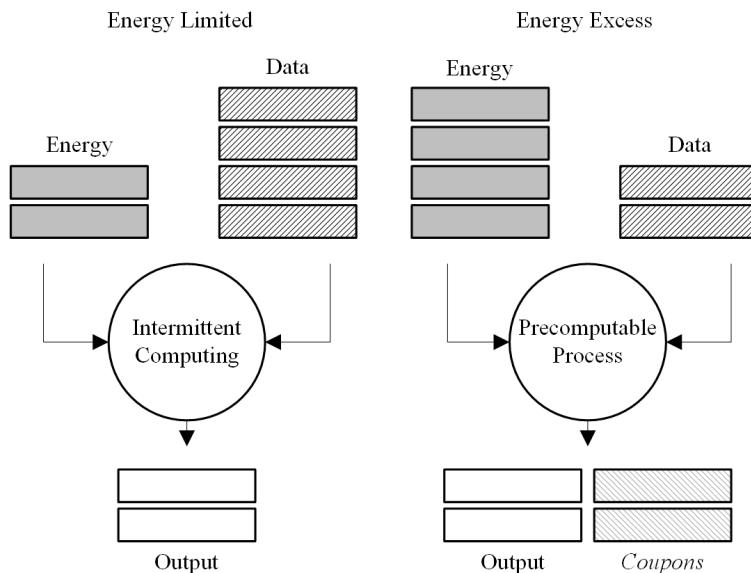 Energy Limited
Energy Excess
Data
Energy
Energy
Data
Intermittent
Computing
Precomputable
Process
Output
Output
Coupons